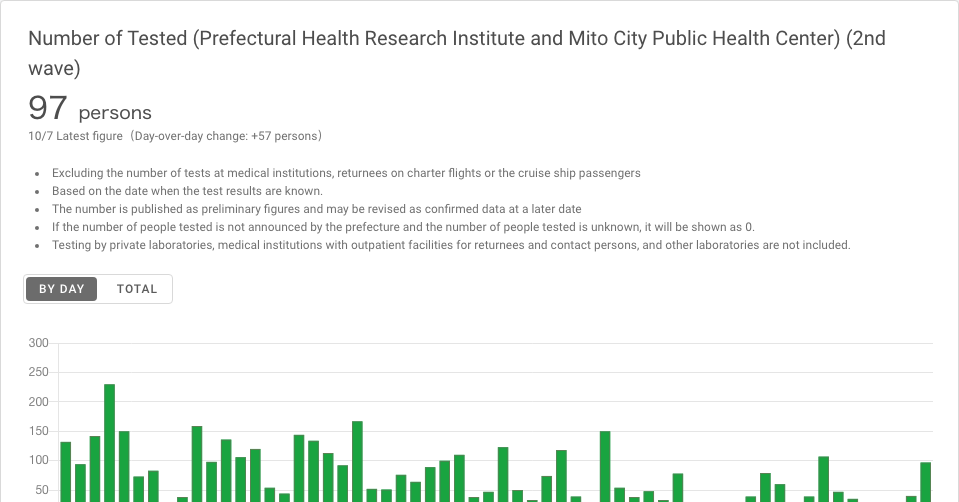 Number of Tested (Prefectural Health Research Institute and Mito City Public Health Center) (2nd
wave)
97 persons
10/7 Latest figure（Day-over-day change: +57 persons）
• Excluding the number of tests at medical institutions, returnees on charter flights or the cruise ship passengers
• Based on the date when the test results are known.
• The number is published as preliminary figures and may be revised as confirmed data at a later date
• If the number of people tested is not announced by the prefecture and the number of people tested is unknown, it will be shown as 0.
• Testing by private laboratories, medical institutions with outpatient facilities for returnees and contact persons, and other laboratories are not included.
BY DAY TOTAL
300
250
200
150
100
50